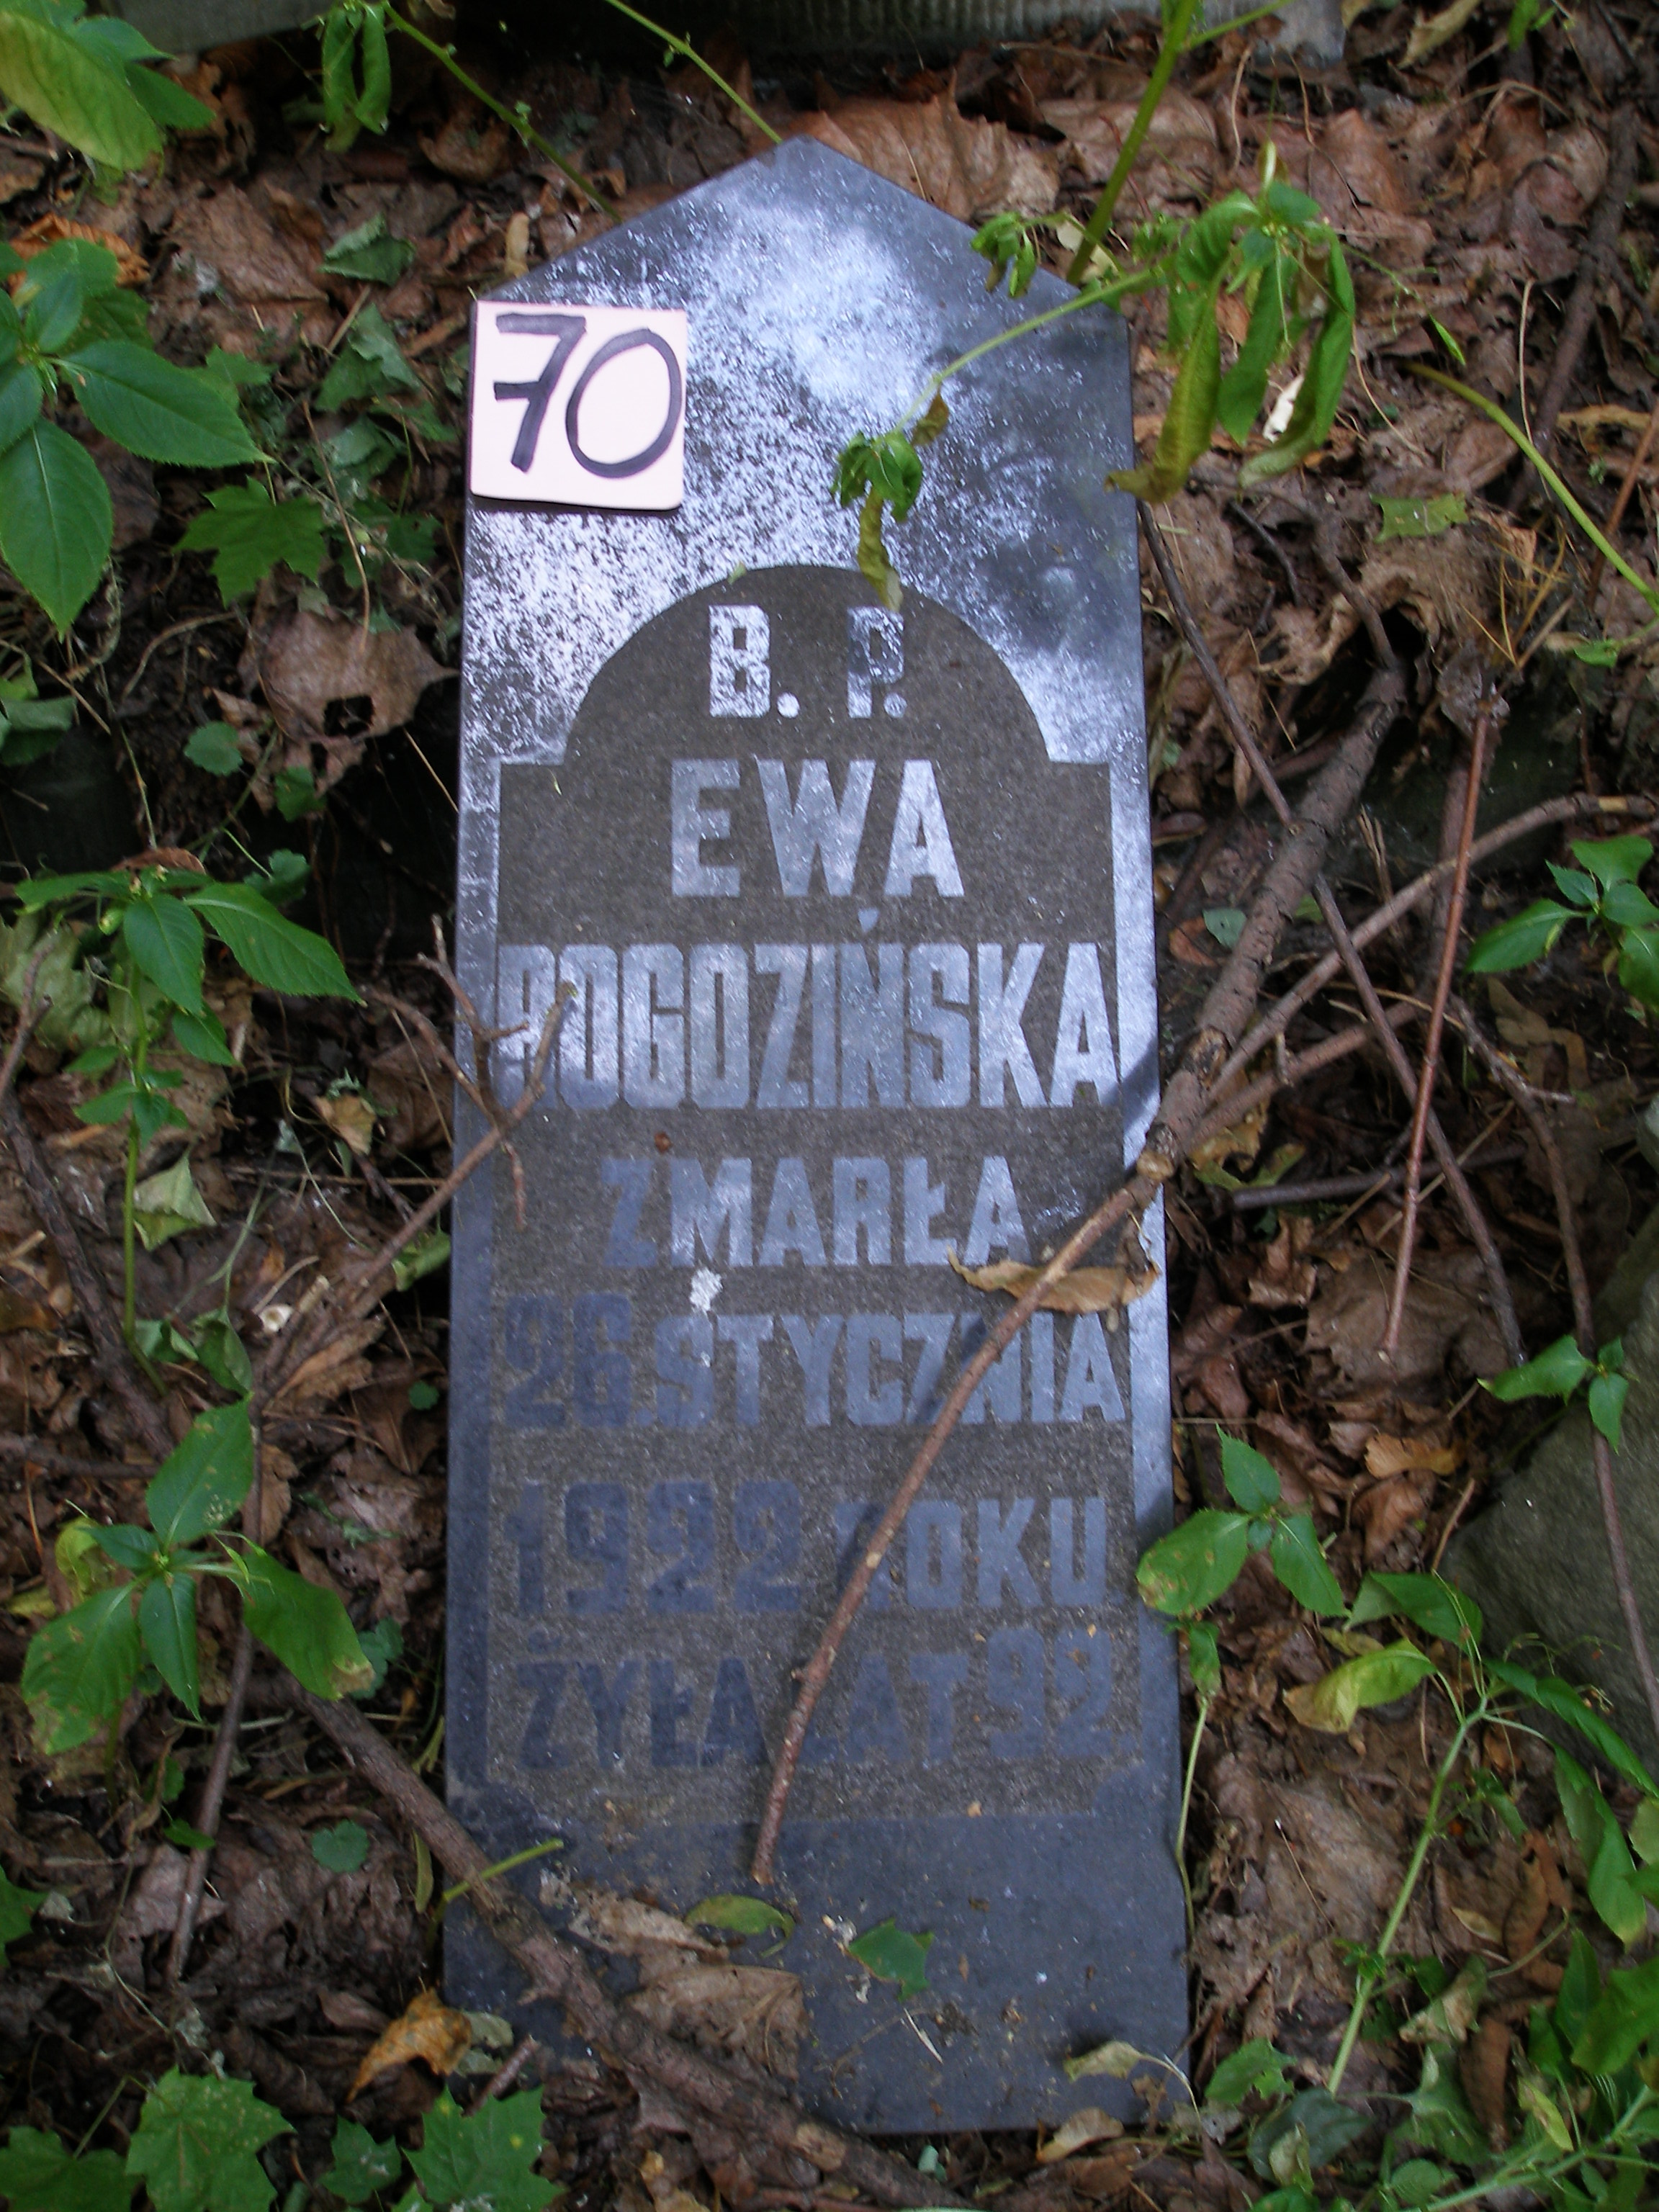 70
B. P.
EWA
ROGOZIŃSKA
ZMARŁA
26. STYCZNIA
1922 ROKU
ŻYŁA LAT 92.